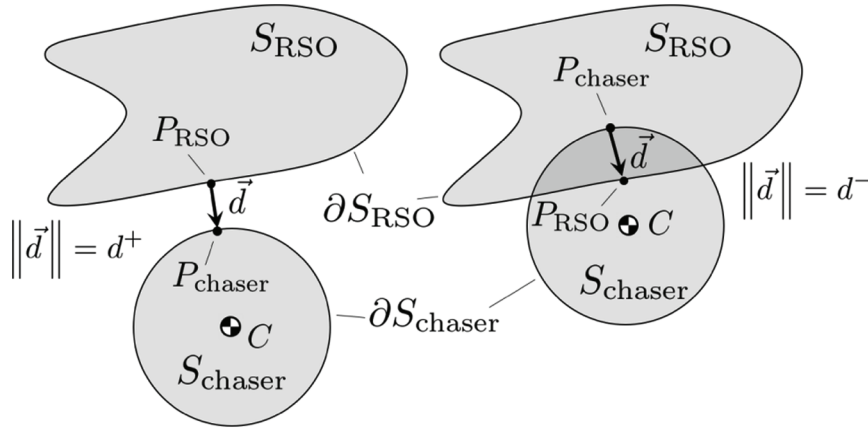 S_RSO
P_RSO
d⃗
‖d⃗‖ = d⁺
P_chaser
C
S_chaser
∂S_RSO
∂S_chaser
S_RSO
P_chaser
d⃗
‖d⃗‖ = d⁻
P_RSO
C
S_chaser